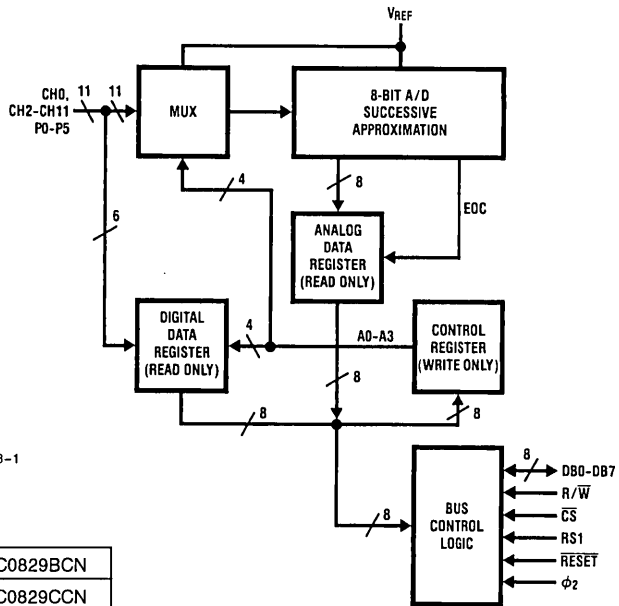 VREF
CH0,
CH2–CH11
P0-P5
11
11
MUX
8-BIT A/D
SUCCESSIVE
APPROXIMATION
4
8
EOC
6
ANALOG
DATA
REGISTER
(READ ONLY)
DIGITAL
DATA
REGISTER
(READ ONLY)
4
A0-A3
CONTROL
REGISTER
(WRITE ONLY)
8
8
8
8
BUS
CONTROL
LOGIC
8
DB0-DB7
R/W̅
C̅S̅
RS1
R̅E̅S̅E̅T̅
ϕ2
3–1
C0829BCN
C0829CCN